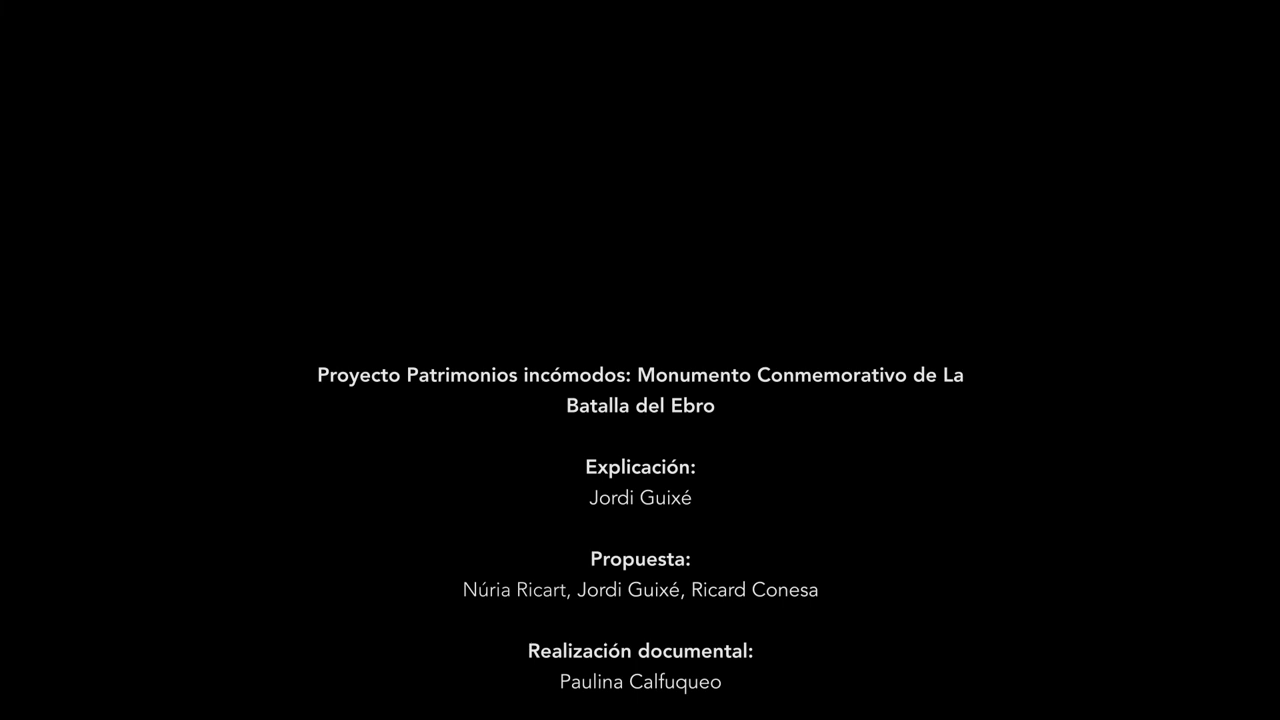 Proyecto Patrimonios incómodos: Monumento Conmemorativo de La
Batalla del Ebro
Explicación:
Jordi Guixé
Propuesta:
Núria Ricart, Jordi Guixé, Ricard Conesa
Realización documental:
Paulina Calfuqueo